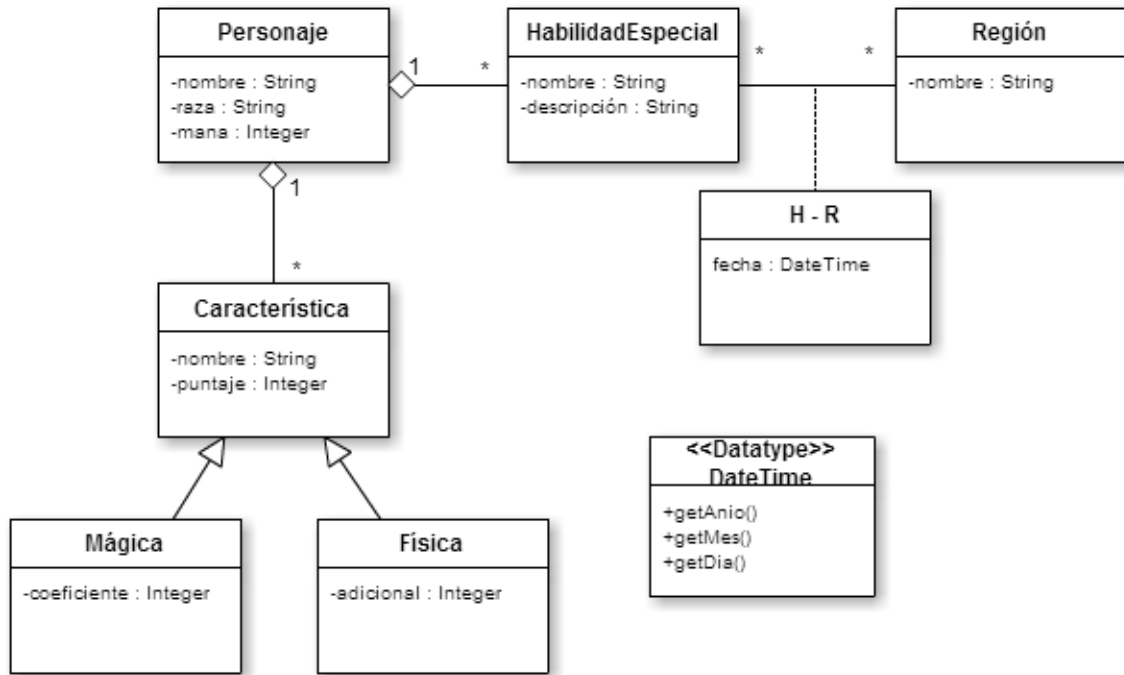 Personaje
-nombre : String
-raza : String
-mana : Integer
1
*
HabilidadEspecial
-nombre : String
-descripción : String
*
*
Región
-nombre : String
H - R
fecha : DateTime
1
*
Característica
-nombre : String
-puntaje : Integer
Mágica
-coeficiente : Integer
Física
-adicional : Integer
<<Datatype>>
DateTime
+getAnio()
+getMes()
+getDia()